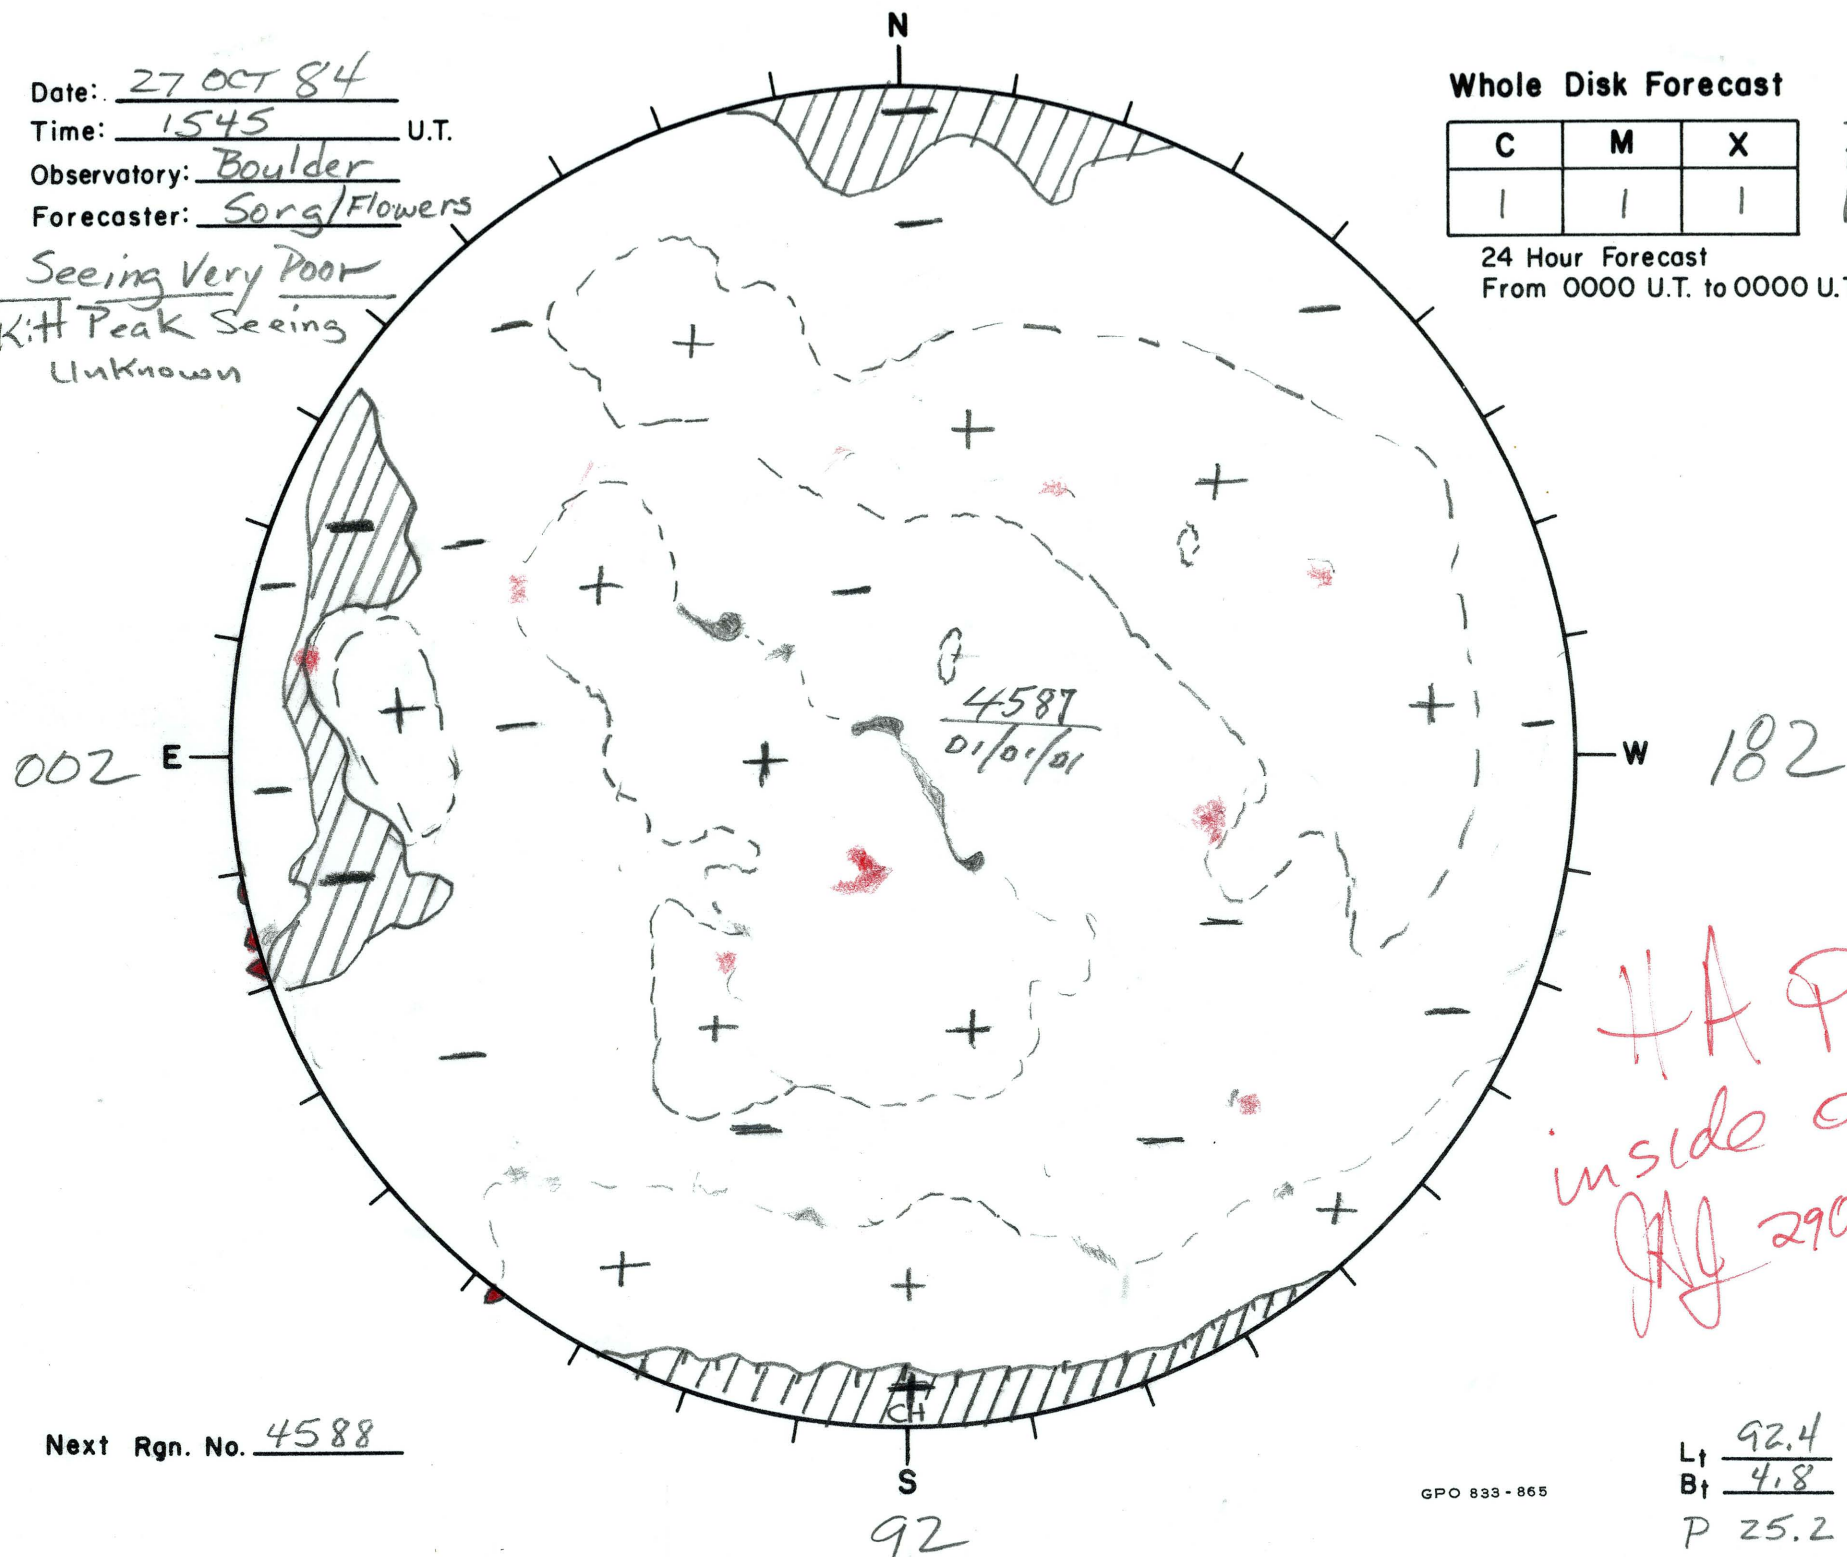 N
Date: 27 OCT 84
Time: 1545 U.T.
Observatory: Boulder
Forecaster: Sorg/Flowers
Seeing Very Poor
Kitt Peak Seeing
Unknown
Whole Disk Forecast
C M X
1 1 1
24 Hour Forecast
From 0000 U.T. to 0000 U.T
4587
01/01/01
002 E
W 182
HA P
inside
290
CH
S
92
Next Rgn. No. 4588
GPO 833-865
Lt 92.4
Bt 4.8
P 25.2